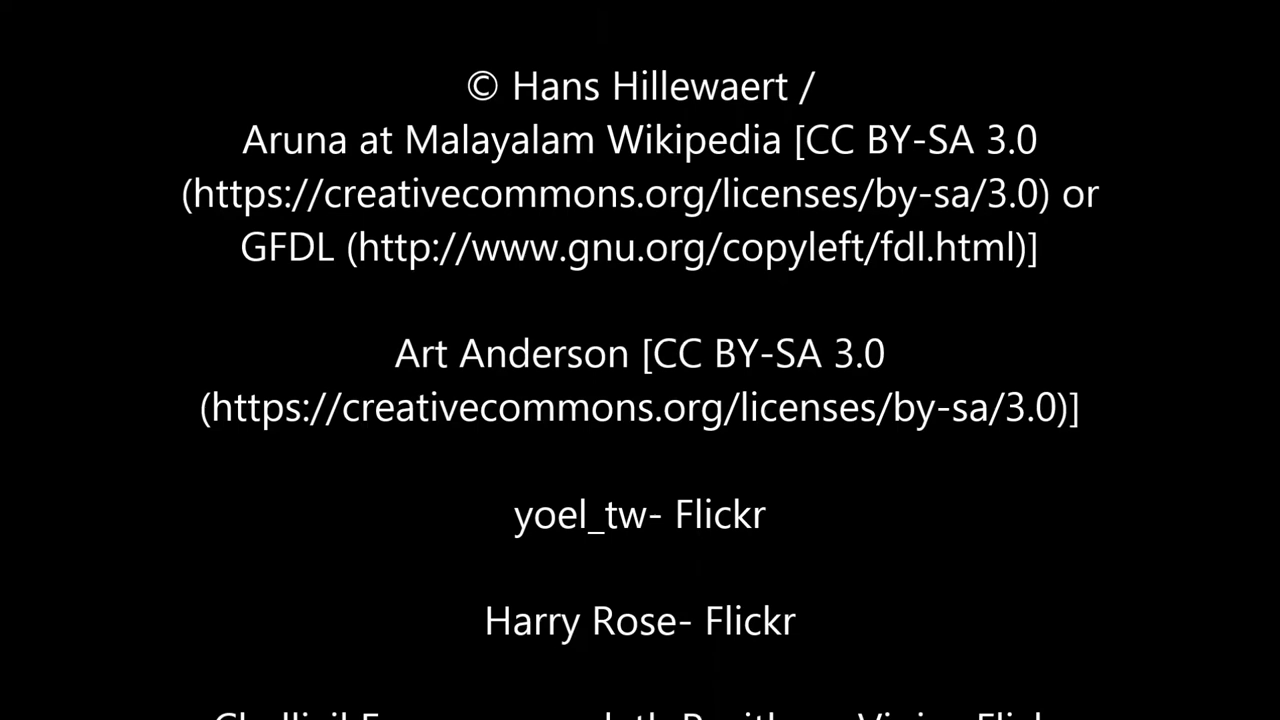 © Hans Hillewaert /
Aruna at Malayalam Wikipedia [CC BY-SA 3.0
(https://creativecommons.org/licenses/by-sa/3.0) or
GFDL (http://www.gnu.org/copyleft/fdl.html)]
Art Anderson [CC BY-SA 3.0
(https://creativecommons.org/licenses/by-sa/3.0)]
yoel_tw- Flickr
Harry Rose- Flickr